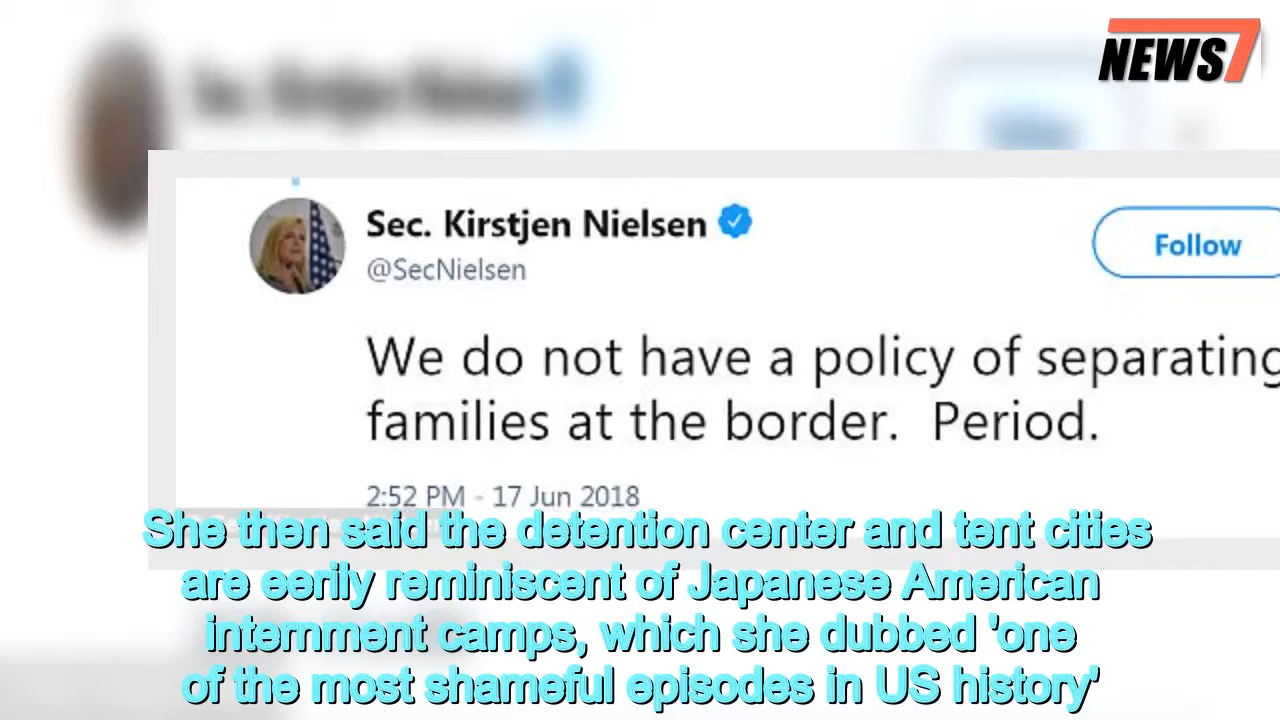 NEWS7
Sec. Kirstjen Nielsen
@SecNielsen
Follow
We do not have a policy of separating
families at the border. Period.
2:52 PM - 17 Jun 2018
She then said the detention center and tent cities
are eerily reminiscent of Japanese American
internment camps, which she dubbed 'one
of the most shameful episodes in US history'